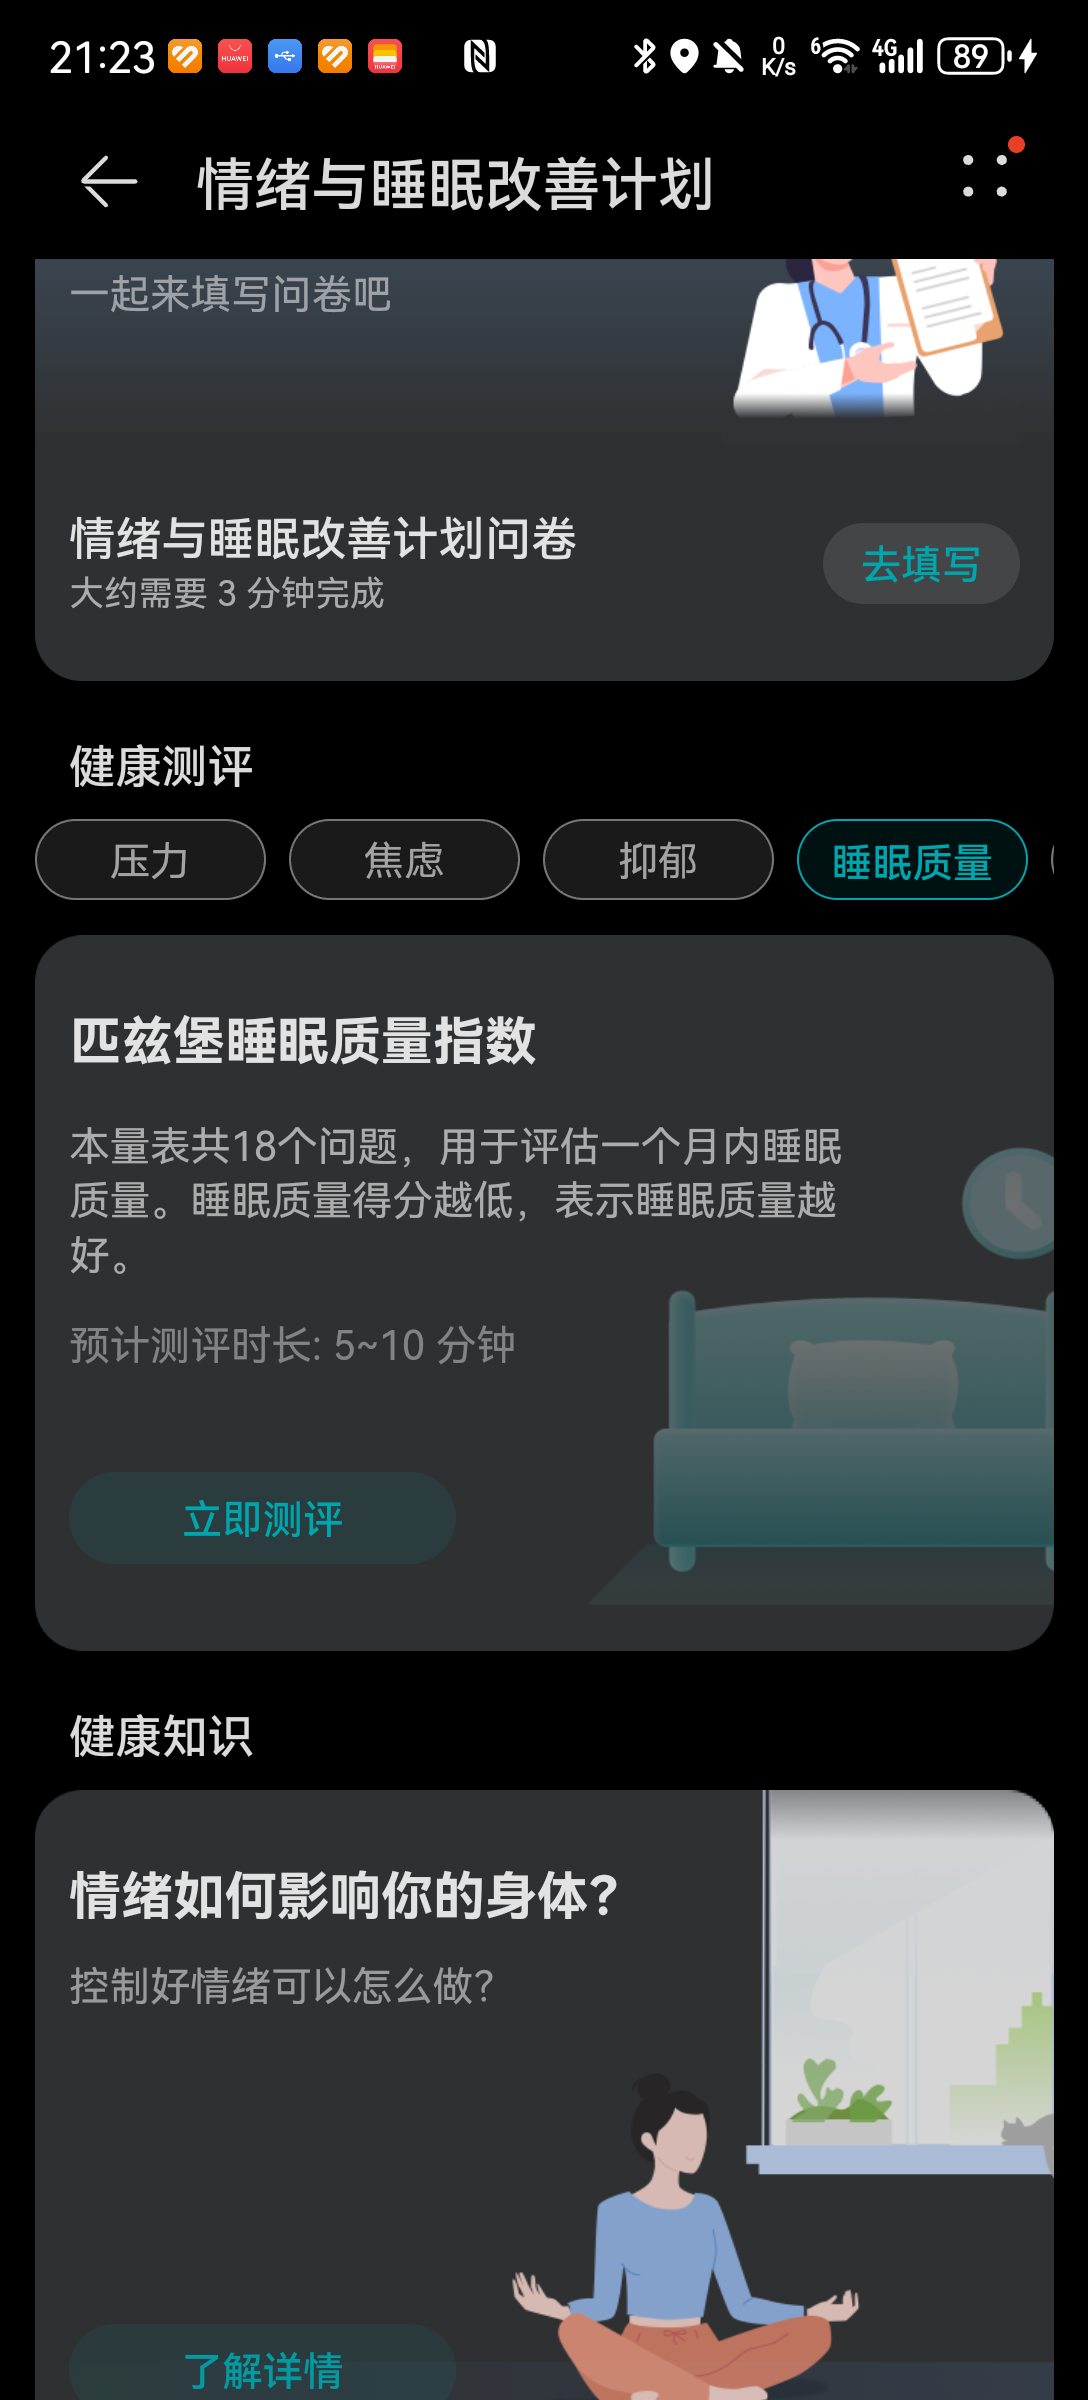 21:23
HUAWEI
HUAWEI
0
K/s
6
4G
89
情绪与睡眠改善计划
一起来填写问卷吧
情绪与睡眠改善计划问卷
大约需要 3 分钟完成
去填写
健康测评
压力
焦虑
抑郁
睡眠质量
匹兹堡睡眠质量指数
本量表共18个问题，用于评估一个月内睡眠
质量。睡眠质量得分越低，表示睡眠质量越
好。
预计测评时长: 5~10 分钟
立即测评
健康知识
情绪如何影响你的身体?
控制好情绪可以怎么做?
了解详情